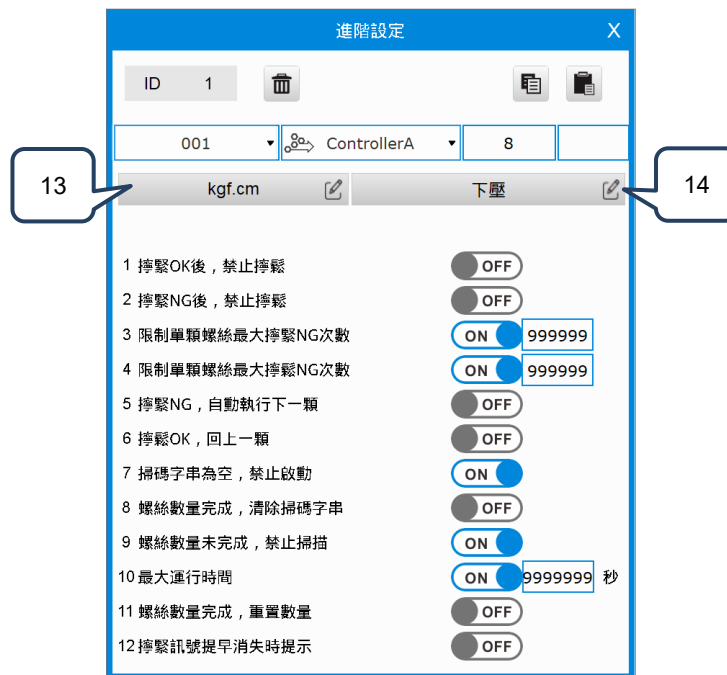 進階設定 X
ID 1
001 ControllerA 8
13 kgf.cm 下壓 14
1 擰緊OK後，禁止擰鬆 OFF
2 擰緊NG後，禁止擰鬆 OFF
3 限制單顆螺絲最大擰緊NG次數 ON 999999
4 限制單顆螺絲最大擰鬆NG次數 ON 999999
5 擰緊NG，自動執行下一顆 OFF
6 擰鬆OK，回上一顆 OFF
7 掃碼字串為空，禁止啟動 ON
8 螺絲數量完成，清除掃碼字串 OFF
9 螺絲數量未完成，禁止掃描 ON
10 最大運行時間 ON 9999999 秒
11 螺絲數量完成，重置數量 OFF
12 擰緊訊號提早消失時提示 OFF